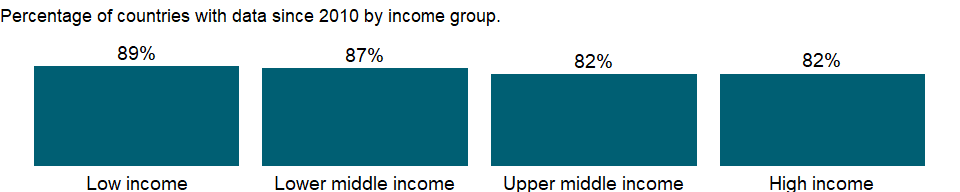 Percentage of countries with data since 2010 by income group.
89%
87%
82%
82%
Low income
Lower middle income
Upper middle income
High income